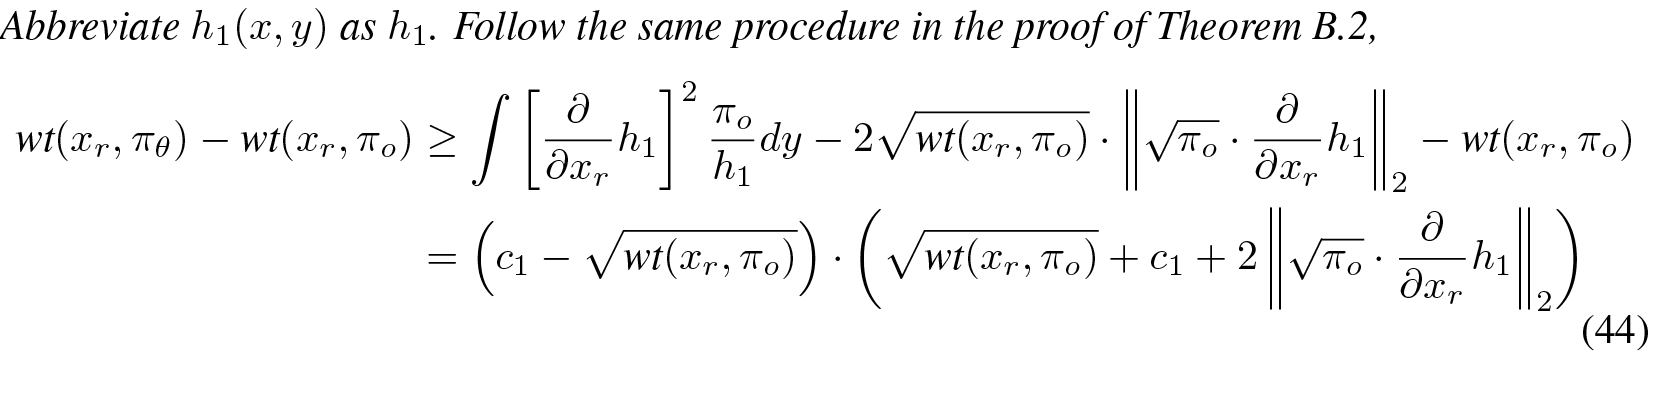 Abbreviate $h_1(x, y)$ as $h_1$. Follow the same procedure in the proof of Theorem B.2,
$wt(x_r, \pi_\theta) - wt(x_r, \pi_o) \geq \int \left[ \frac{\partial}{\partial x_r} h_1 \right]^2 \frac{\pi_o}{h_1} dy - 2\sqrt{wt(x_r, \pi_o)} \cdot \left\| \sqrt{\pi_o} \cdot \frac{\partial}{\partial x_r} h_1 \right\|_2 - wt(x_r, \pi_o)$
$= \left( c_1 - \sqrt{wt(x_r, \pi_o)} \right) \cdot \left( \sqrt{wt(x_r, \pi_o)} + c_1 + 2 \left\| \sqrt{\pi_o} \cdot \frac{\partial}{\partial x_r} h_1 \right\|_2 \right)$
(44)